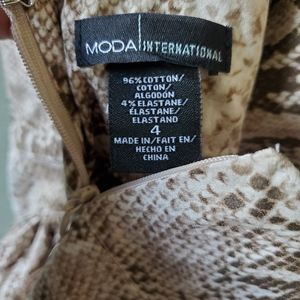 MODA INTERNATIONAL
96% COTTON/
COTON/
ALGODÓN
4% ELASTANE/
ÉLASTANE/
ELASTANO
4
MADE IN/FAIT EN/
HECHO EN
CHINA